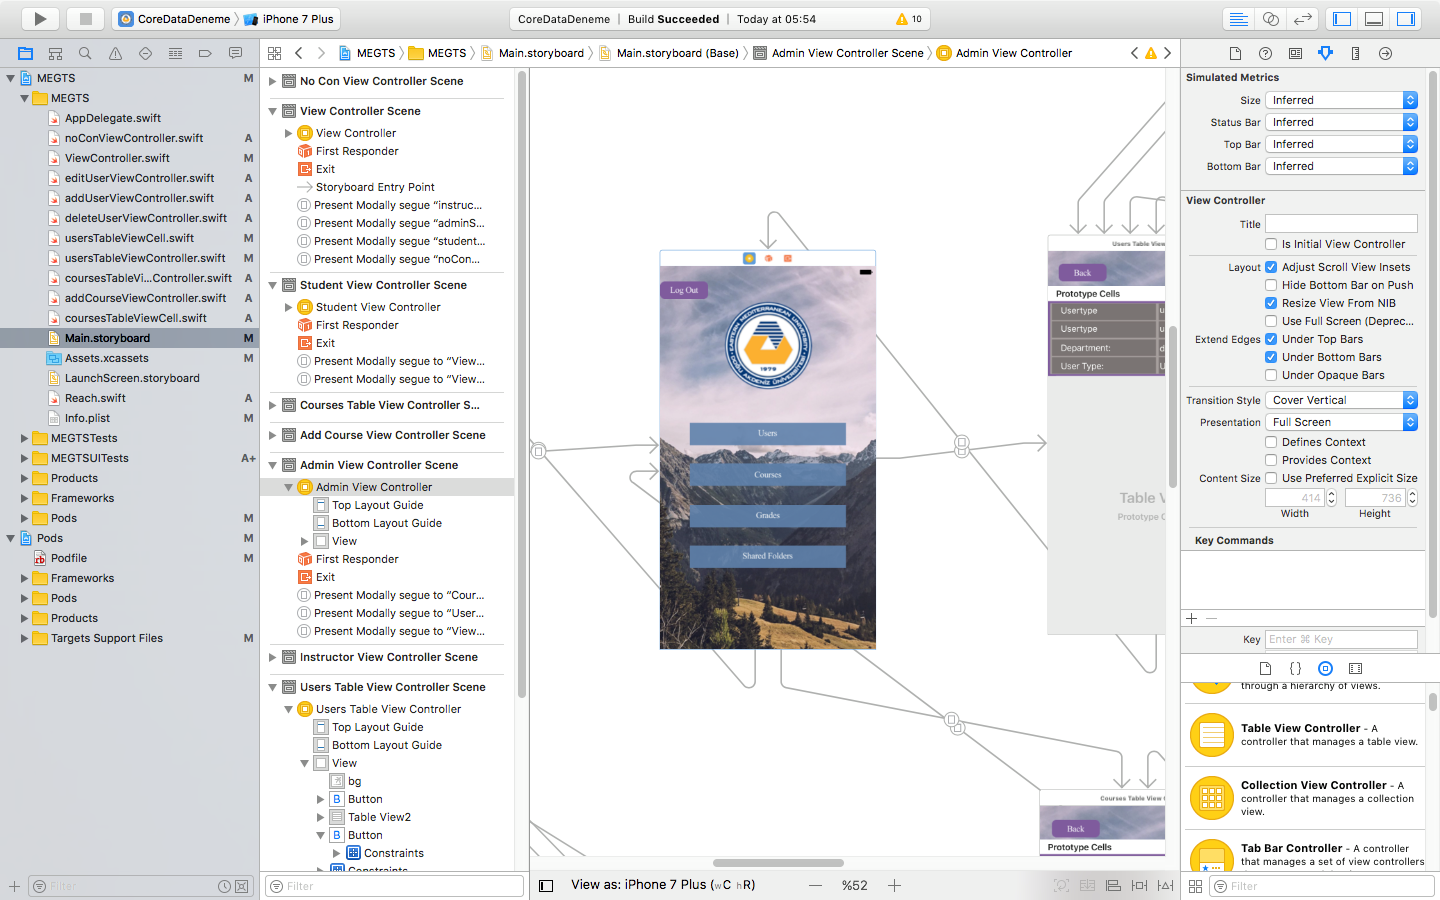 CoreDataDeneme
iPhone 7 Plus
CoreDataDeneme | Build Succeeded | Today at 05:54
10
MEGTS
MEGTS
Main.storyboard
Main.storyboard (Base)
Admin View Controller Scene
Admin View Controller
MEGTS M
MEGTS
AppDelegate.swift
noConViewController.swift A
ViewController.swift M
editUserViewController.swift A
addUserViewController.swift A
deleteUserViewController.swift A
usersTableViewCell.swift M
usersTableViewController.swift M
coursesTableVi...Controller.swift A
addCourseViewController.swift A
coursesTableViewCell.swift A
Main.storyboard M
Assets.xcassets M
LaunchScreen.storyboard
Reach.swift A
Info.plist M
MEGTSTests
MEGTSUITests A+
Products
Frameworks
Pods M
Pods M
Podfile M
Frameworks
Pods
Products
Targets Support Files M
Filter
No Con View Controller Scene
View Controller Scene
View Controller
First Responder
Exit
Storyboard Entry Point
Present Modally segue “instruc...
Present Modally segue “adminS...
Present Modally segue “student...
Present Modally segue “noCon...
Student View Controller Scene
Student View Controller
First Responder
Exit
Present Modally segue to “View...
Present Modally segue to “View...
Courses Table View Controller S...
Add Course View Controller Scene
Admin View Controller Scene
Admin View Controller
Top Layout Guide
Bottom Layout Guide
View
First Responder
Exit
Present Modally segue to “Cour...
Present Modally segue to “User...
Present Modally segue to “View...
Instructor View Controller Scene
Users Table View Controller Scene
Users Table View Controller
Top Layout Guide
Bottom Layout Guide
View
bg
B Button
Table View2
B Button
Constraints
Constraints
Filter
Log Out
EASTERN MEDITERRANEAN UNIVERSITY
DOĞU AKDENİZ ÜNİVERSİTESİ
1979
Users
Courses
Grades
Shared Folders
Users Table View
Back
Prototype Cells
Usertype u
Usertype u
Department: d
User Type: U
Table V
Prototype C
Courses Table View
Back
Prototype Cells
View as: iPhone 7 Plus (wC hR)
%52
Simulated Metrics
Size Inferred
Status Bar Inferred
Top Bar Inferred
Bottom Bar Inferred
View Controller
Title
Is Initial View Controller
Layout Adjust Scroll View Insets
Hide Bottom Bar on Push
Resize View From NIB
Use Full Screen (Deprec...
Extend Edges Under Top Bars
Under Bottom Bars
Under Opaque Bars
Transition Style Cover Vertical
Presentation Full Screen
Defines Context
Provides Context
Content Size Use Preferred Explicit Size
414 736
Width Height
Key Commands
Key Enter ⌘ Key
through a hierarchy of views.
Table View Controller - A
controller that manages a table view.
Collection View Controller - A
controller that manages a collection
view.
Tab Bar Controller - A controller
that manages a set of view controllers
Filter